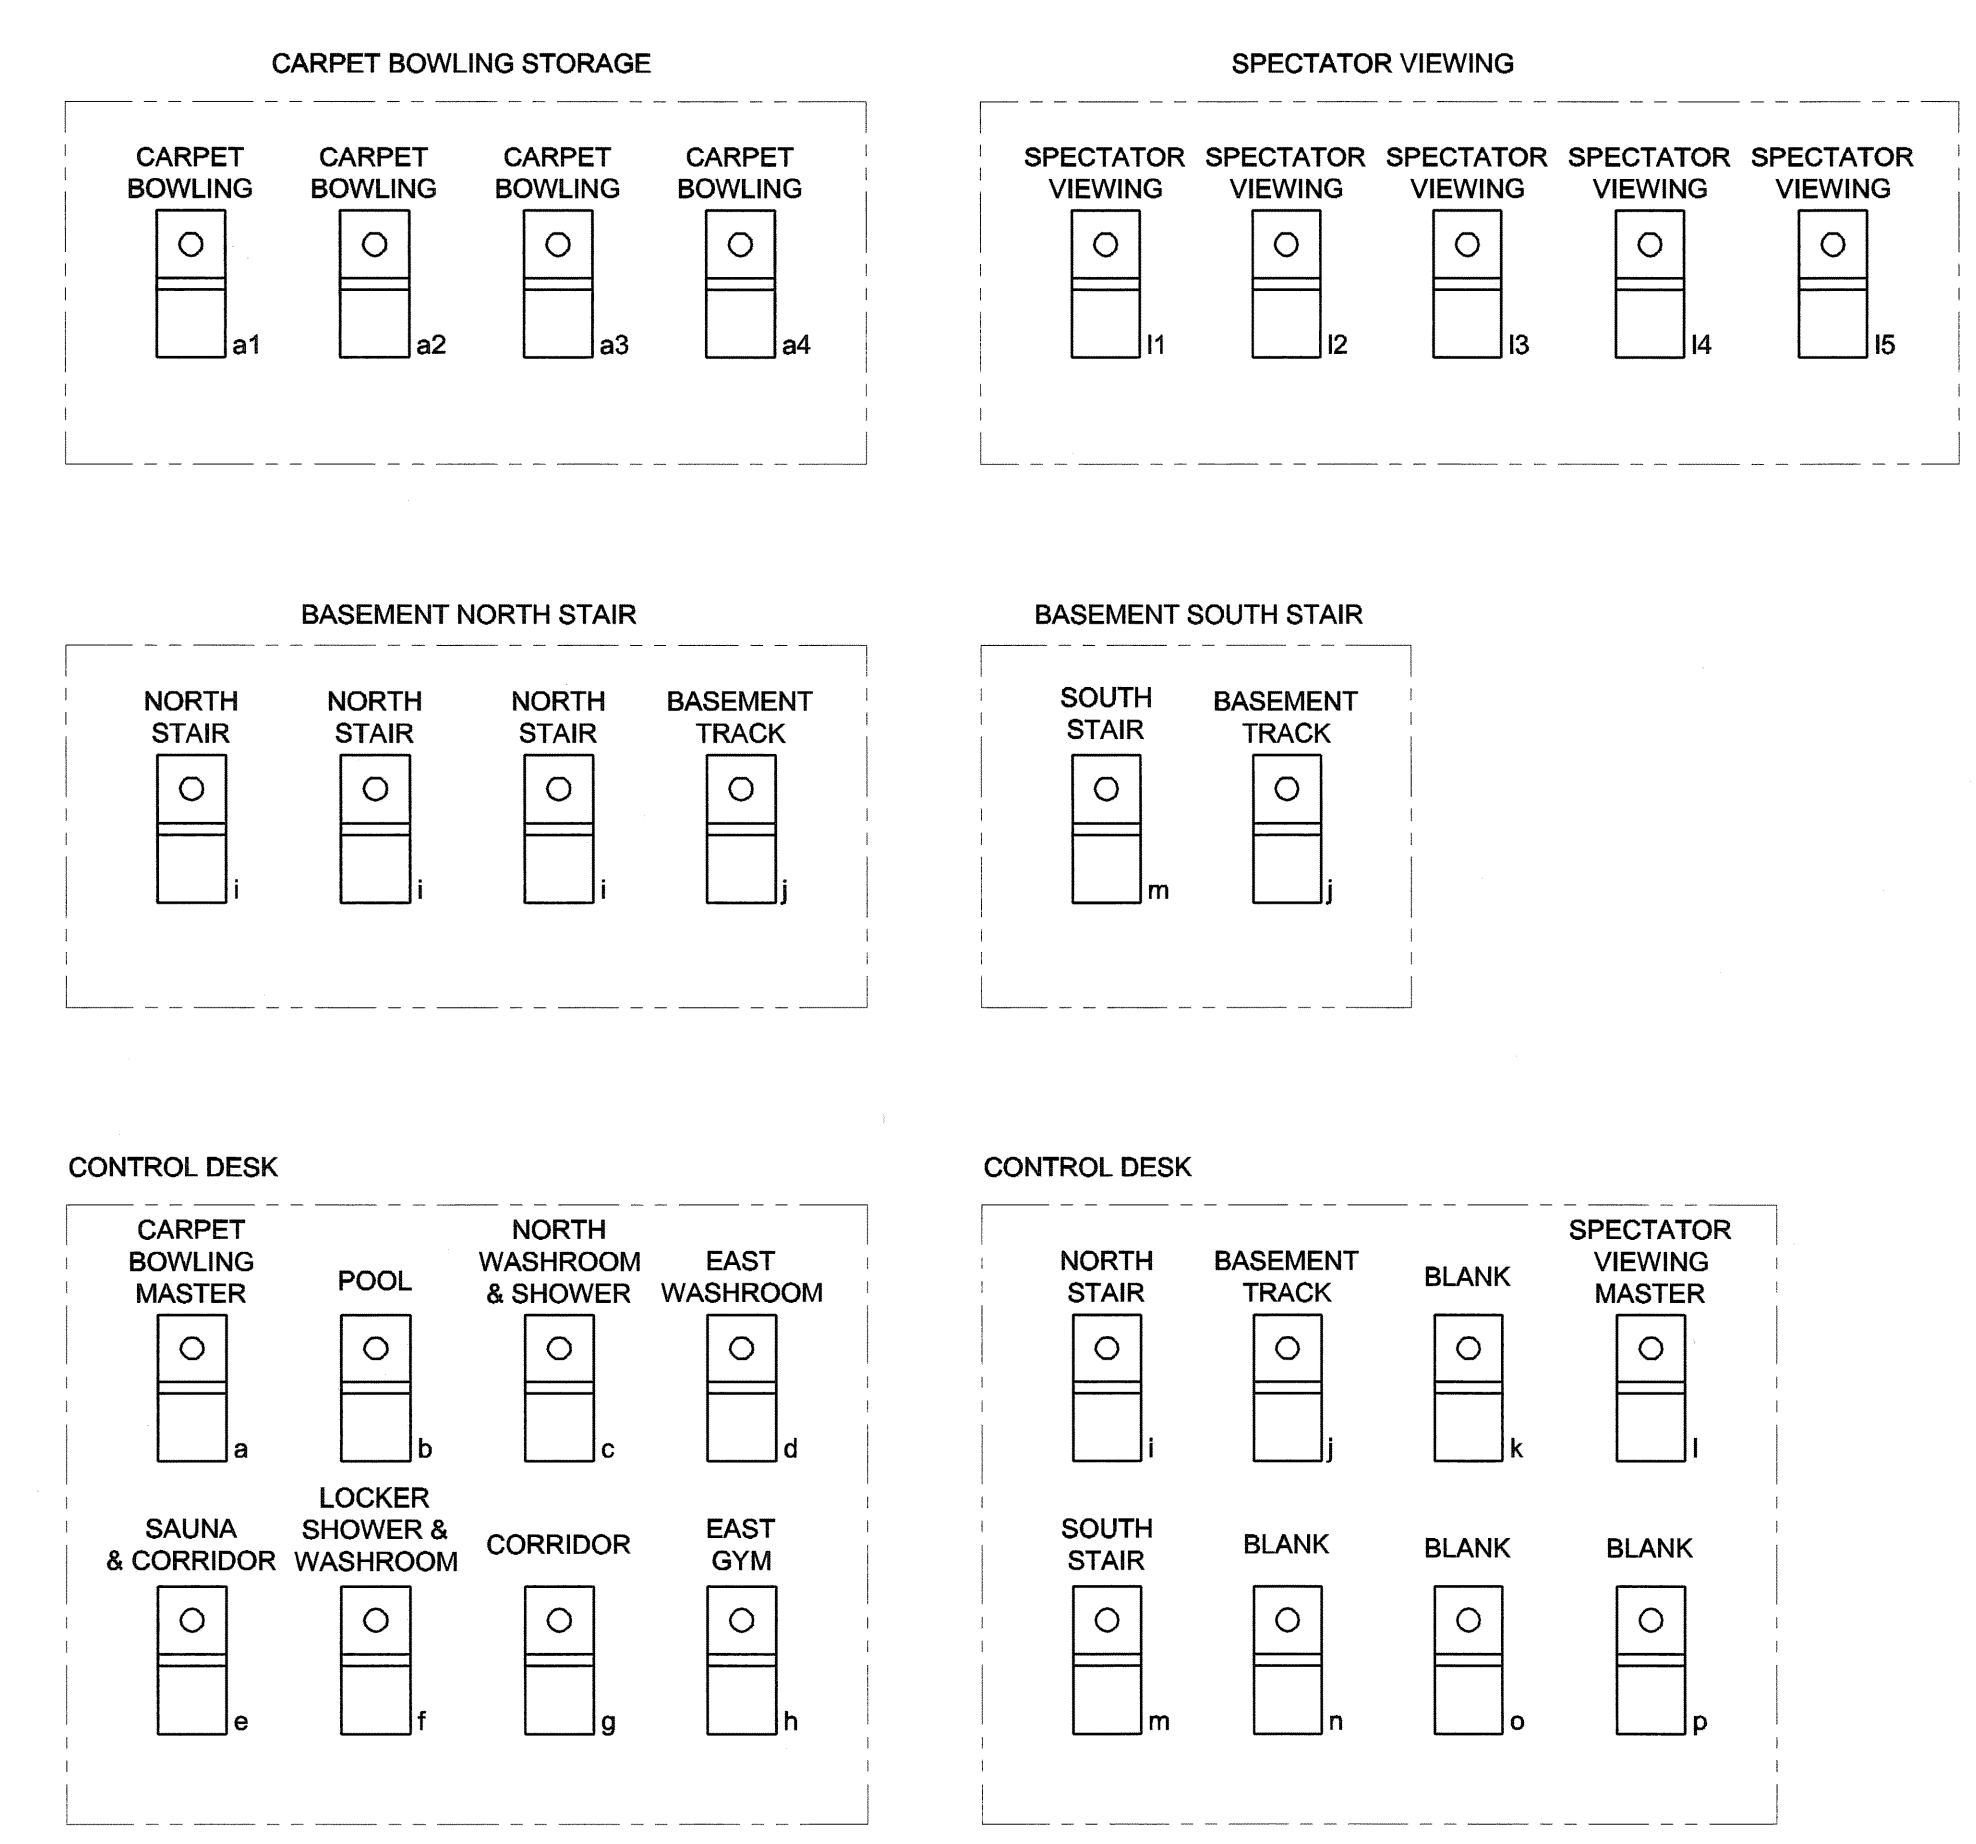 CARPET BOWLING STORAGE
CARPET
BOWLING
a1
CARPET
BOWLING
a2
CARPET
BOWLING
a3
CARPET
BOWLING
a4
SPECTATOR VIEWING
SPECTATOR
VIEWING
l1
SPECTATOR
VIEWING
l2
SPECTATOR
VIEWING
l3
SPECTATOR
VIEWING
l4
SPECTATOR
VIEWING
l5
BASEMENT NORTH STAIR
NORTH
STAIR
i
NORTH
STAIR
i
NORTH
STAIR
i
BASEMENT
TRACK
j
BASEMENT SOUTH STAIR
SOUTH
STAIR
m
BASEMENT
TRACK
j
CONTROL DESK
CARPET
BOWLING
MASTER
a
POOL
b
NORTH
WASHROOM
& SHOWER
c
EAST
WASHROOM
d
SAUNA
& CORRIDOR
e
LOCKER
SHOWER &
WASHROOM
f
CORRIDOR
g
EAST
GYM
h
CONTROL DESK
NORTH
STAIR
i
BASEMENT
TRACK
j
BLANK
k
SPECTATOR
VIEWING
MASTER
l
SOUTH
STAIR
m
BLANK
n
BLANK
o
BLANK
p